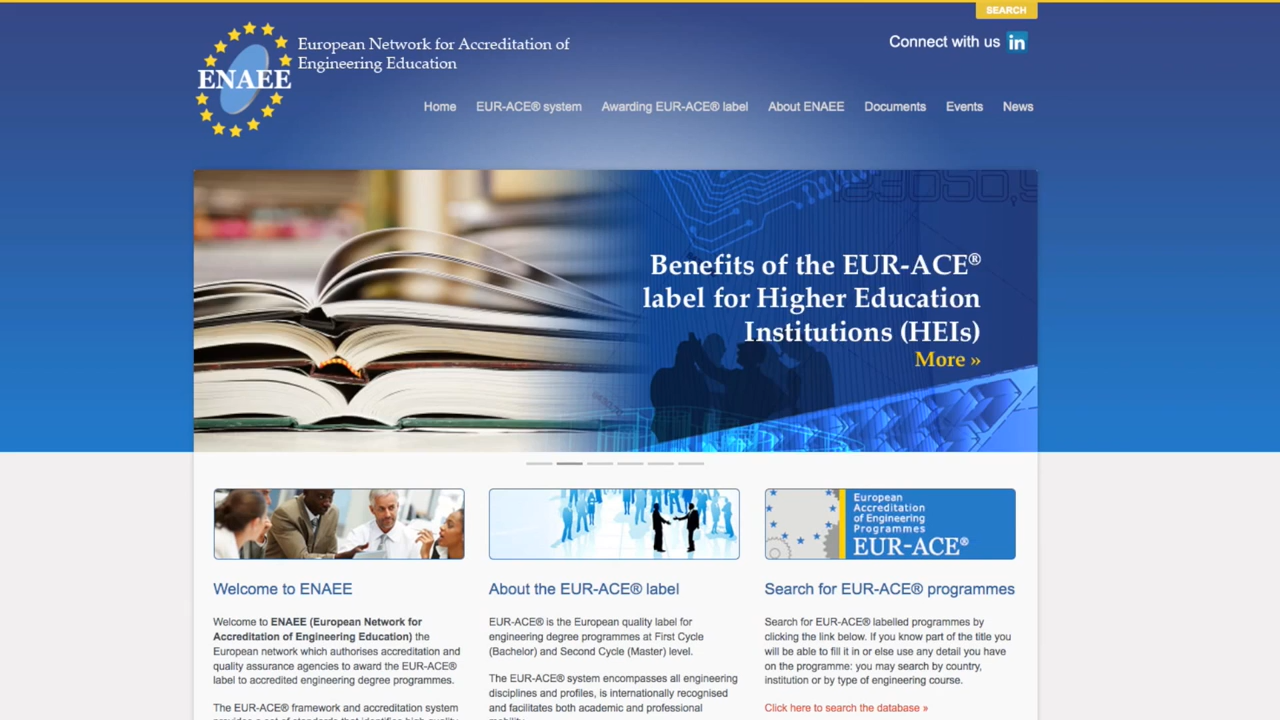 SEARCH
Connect with us in
ENAEE
European Network for Accreditation of
Engineering Education
Home EUR-ACE® system Awarding EUR-ACE® label About ENAEE Documents Events News
Benefits of the EUR-ACE®
label for Higher Education
Institutions (HEIs)
More »
European
Accreditation
of Engineering
Programmes
EUR-ACE®
Welcome to ENAEE
Welcome to ENAEE (European Network for
Accreditation of Engineering Education) the
European network which authorises accreditation and
quality assurance agencies to award the EUR-ACE®
label to accredited engineering degree programmes.
The EUR-ACE® framework and accreditation system
About the EUR-ACE® label
EUR-ACE® is the European quality label for
engineering degree programmes at First Cycle
(Bachelor) and Second Cycle (Master) level.
The EUR-ACE® system encompasses all engineering
disciplines and profiles, is internationally recognised
and facilitates both academic and professional
Search for EUR-ACE® programmes
Search for EUR-ACE® labelled programmes by
clicking the link below. If you know part of the title you
will be able to fill it in or else use any detail you have
on the programme: you may search by country,
institution or by type of engineering course.
Click here to search the database »